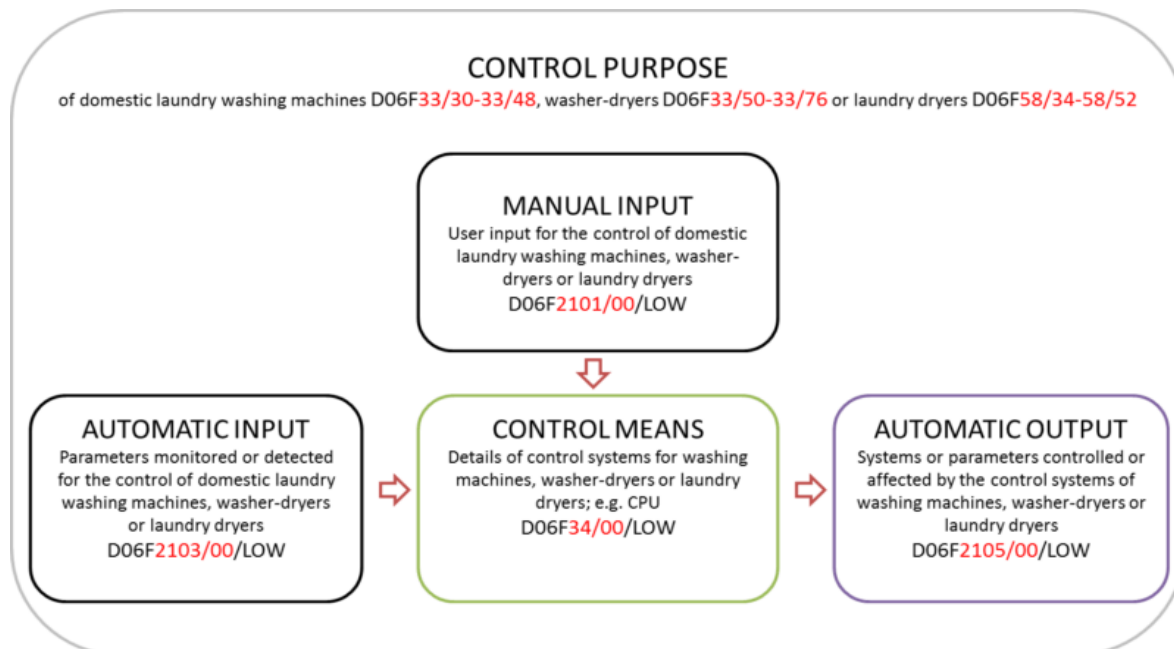 CONTROL PURPOSE
of domestic laundry washing machines D06F33/30-33/48, washer-dryers D06F33/50-33/76 or laundry dryers D06F58/34-58/52
MANUAL INPUT
User input for the control of domestic
laundry washing machines, washer-
dryers or laundry dryers
D06F2101/00/LOW
AUTOMATIC INPUT
Parameters monitored or detected
for the control of domestic laundry
washing machines, washer-dryers
or laundry dryers
D06F2103/00/LOW
CONTROL MEANS
Details of control systems for washing
machines, washer-dryers or laundry
dryers; e.g. CPU
D06F34/00/LOW
AUTOMATIC OUTPUT
Systems or parameters controlled or
affected by the control systems of
washing machines, washer-dryers or
laundry dryers
D06F2105/00/LOW